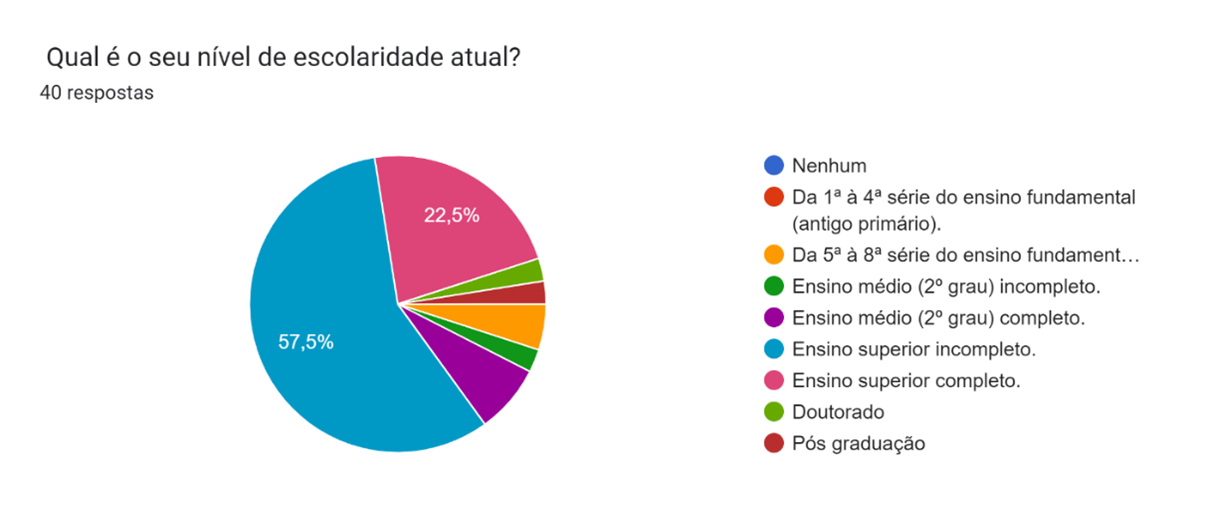 Qual é o seu nível de escolaridade atual?
40 respostas
22,5%
57,5%
Nenhum
Da 1ª à 4ª série do ensino fundamental
(antigo primário).
Da 5ª à 8ª série do ensino fundament…
Ensino médio (2º grau) incompleto.
Ensino médio (2º grau) completo.
Ensino superior incompleto.
Ensino superior completo.
Doutorado
Pós graduação